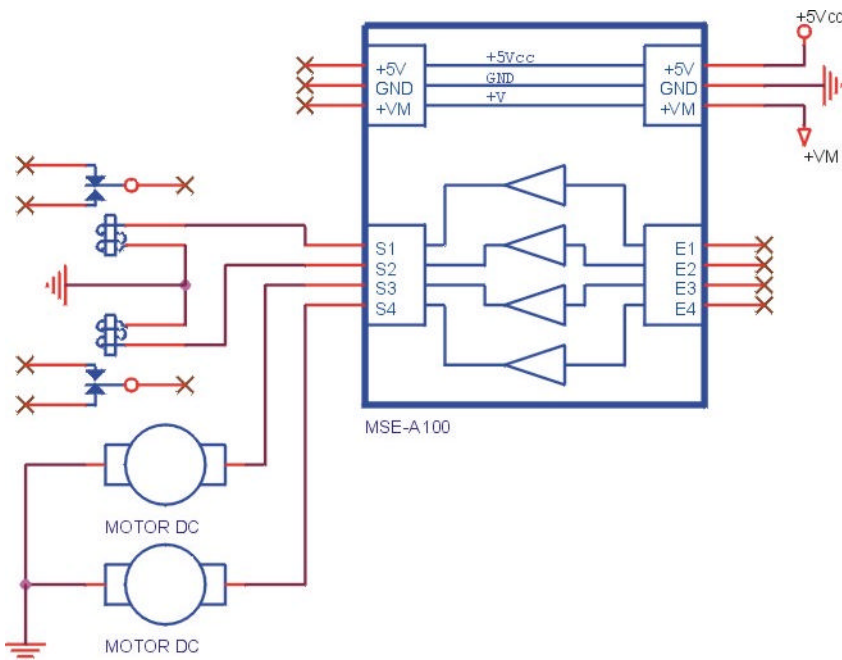 +5Vcc
+5V
+5Vcc
+5V
GND
GND
GND
+VM
+V
+VM
+VM
S1
E1
S2
E2
S3
E3
S4
E4
MSE-A100
MOTOR DC
MOTOR DC